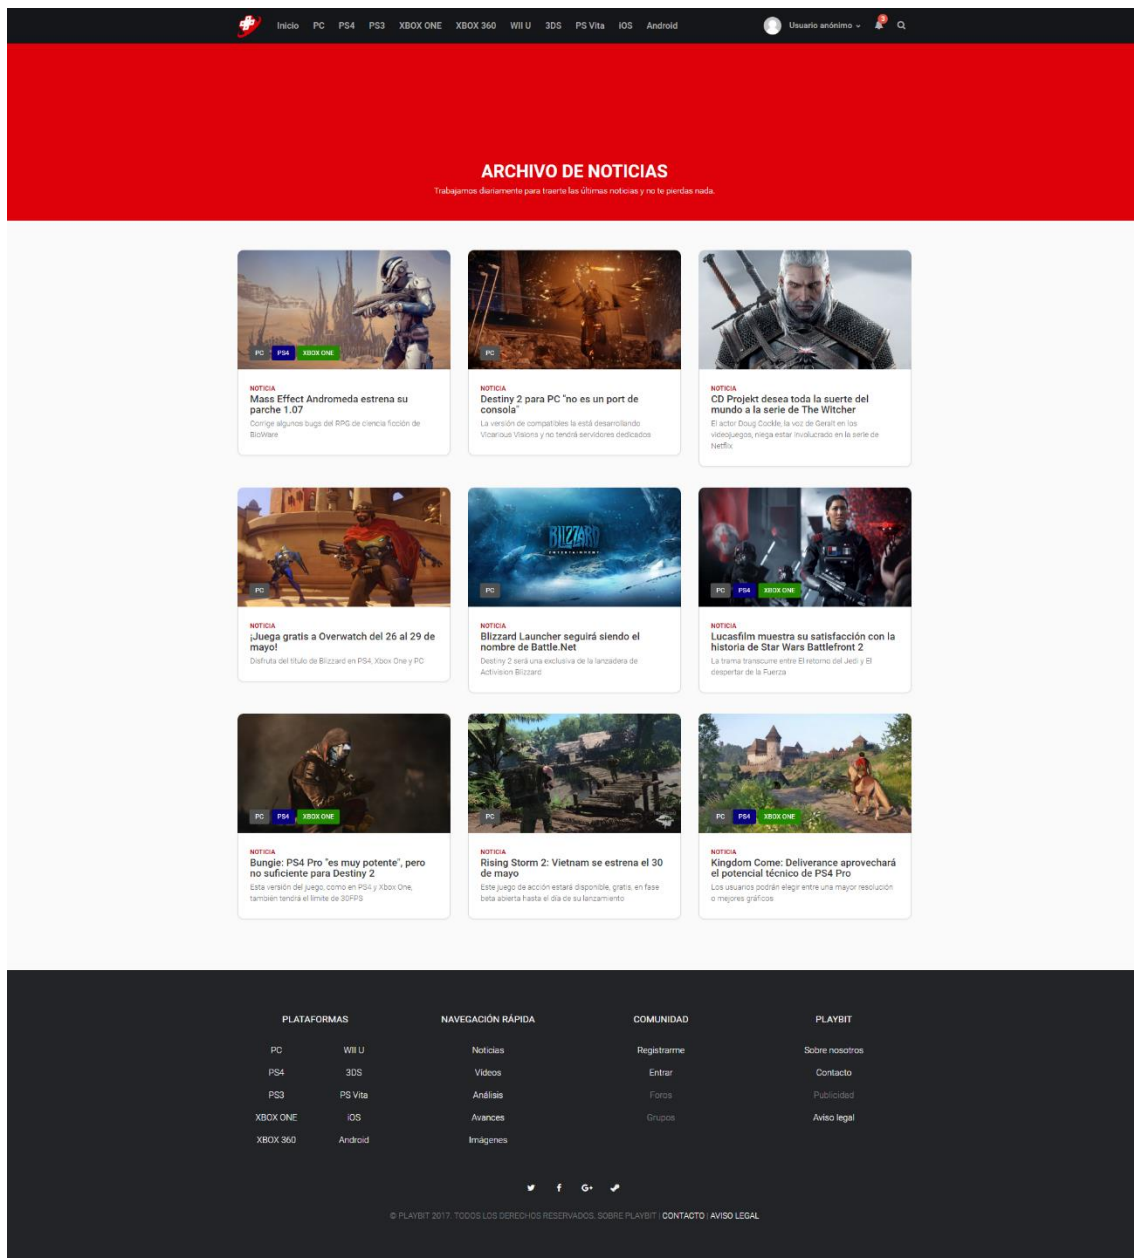 Inicio PC PS4 PS3 XBOX ONE XBOX 360 WII U 3DS PS Vita iOS Android Usuario anónimo 3
ARCHIVO DE NOTICIAS
Trabajamos diariamente para traerte las últimas noticias y no te pierdas nada.
PC PS4 XBOX ONE
NOTICIA
Mass Effect Andromeda estrena su
parche 1.07
Corrige algunos bugs del RPG de ciencia ficción de
BioWare
PC
NOTICIA
Destiny 2 para PC "no es un port de
consola"
La versión de compatibles la está desarrollando
Vicarious Visions y no tendrá servidores dedicados
NOTICIA
CD Projekt desea toda la suerte del
mundo a la serie de The Witcher
El actor Doug Cockle, la voz de Geralt en los
videojuegos, niega estar involucrado en la serie de
Netflix
PC
NOTICIA
¡Juega gratis a Overwatch del 26 al 29 de
mayo!
Disfruta del título de Blizzard en PS4, Xbox One y PC
BLIZZARD
ENTERTAINMENT
PC
NOTICIA
Blizzard Launcher seguirá siendo el
nombre de Battle.Net
Destiny 2 será una exclusiva de la lanzadera de
Activision Blizzard
PC PS4 XBOX ONE
NOTICIA
Lucasfilm muestra su satisfacción con la
historia de Star Wars Battlefront 2
La trama transcurre entre El retorno del Jedi y El
despertar de la Fuerza
PC PS4 XBOX ONE
NOTICIA
Bungie: PS4 Pro "es muy potente", pero
no suficiente para Destiny 2
Esta versión del juego, como en PS4 y Xbox One,
también tendrá el límite de 30FPS
PC
NOTICIA
Rising Storm 2: Vietnam se estrena el 30
de mayo
Este juego de acción estará disponible, gratis, en fase
beta abierta hasta el día de su lanzamiento
PC PS4 XBOX ONE
NOTICIA
Kingdom Come: Deliverance aprovechará
el potencial técnico de PS4 Pro
Los usuarios podrán elegir entre una mayor resolución
o mejores gráficos
PLATAFORMAS
PC WII U
PS4 3DS
PS3 PS Vita
XBOX ONE iOS
XBOX 360 Android
NAVEGACIÓN RÁPIDA
Noticias
Vídeos
Análisis
Avances
Imágenes
COMUNIDAD
Registrarme
Entrar
Foros
Grupos
PLAYBIT
Sobre nosotros
Contacto
Publicidad
Aviso legal
© PLAYBIT 2017. TODOS LOS DERECHOS RESERVADOS. SOBRE PLAYBIT | CONTACTO | AVISO LEGAL